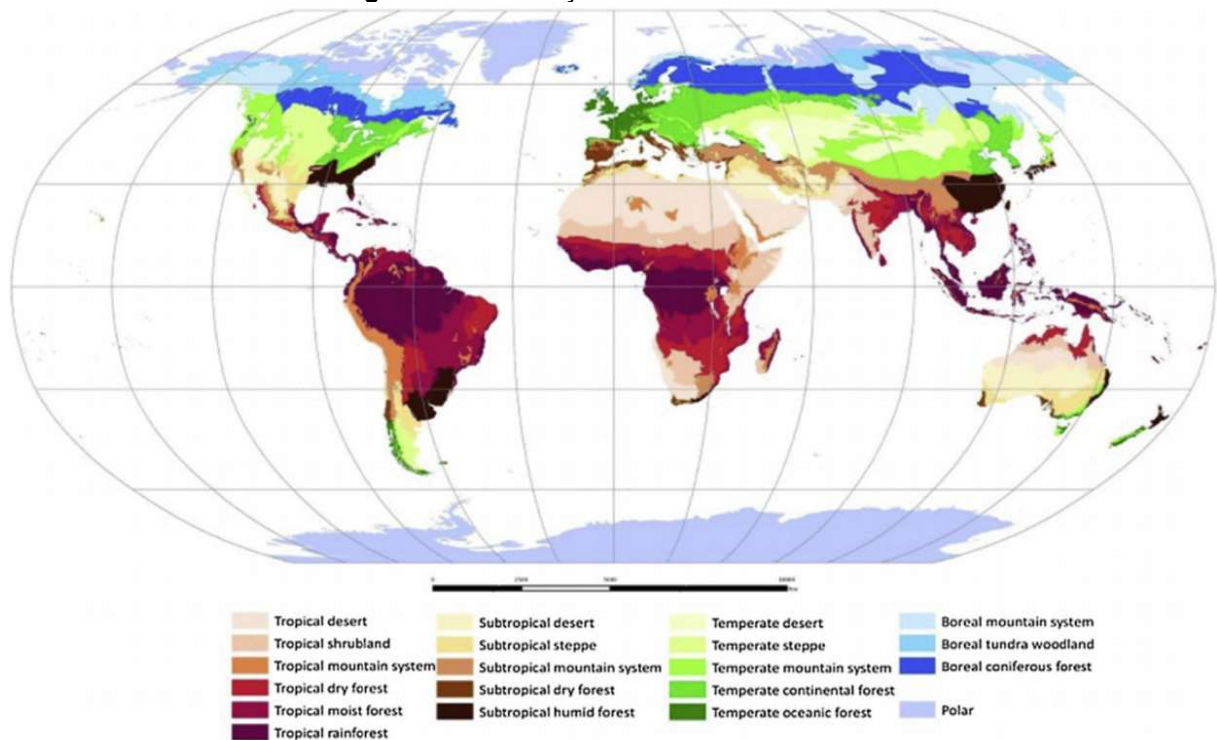 Tropical desert
Tropical shrubland
Tropical mountain system
Tropical dry forest
Tropical moist forest
Tropical rainforest
Subtropical desert
Subtropical steppe
Subtropical mountain system
Subtropical dry forest
Subtropical humid forest
Temperate desert
Temperate steppe
Temperate mountain system
Temperate continental forest
Temperate oceanic forest
Boreal mountain system
Boreal tundra woodland
Boreal coniferous forest
Polar